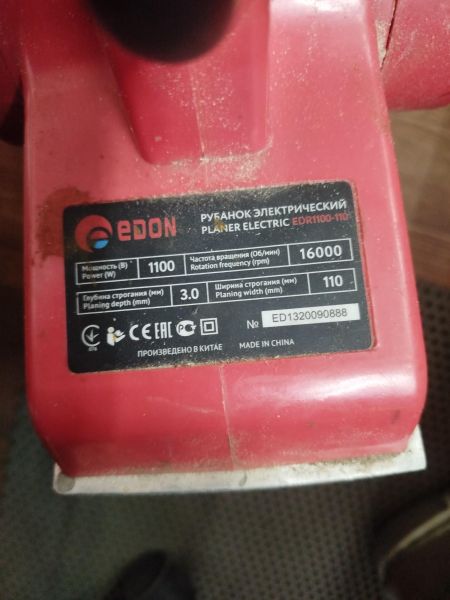 EDON
РУБАНОК ЭЛЕКТРИЧЕСКИЙ
PLANER ELECTRIC EDR1100-110
Мощность (В)
Power (W)
1100
Частота вращения (Об/мин)
Rotation frequency (rpm)
16000
Глубина строгания (мм)
Planing depth (mm)
3.0
Ширина строгания (мм)
Planing width (mm)
110
CE EAC
№ ED1320090888
ПРОИЗВЕДЕНО В КИТАЕ MADE IN CHINA